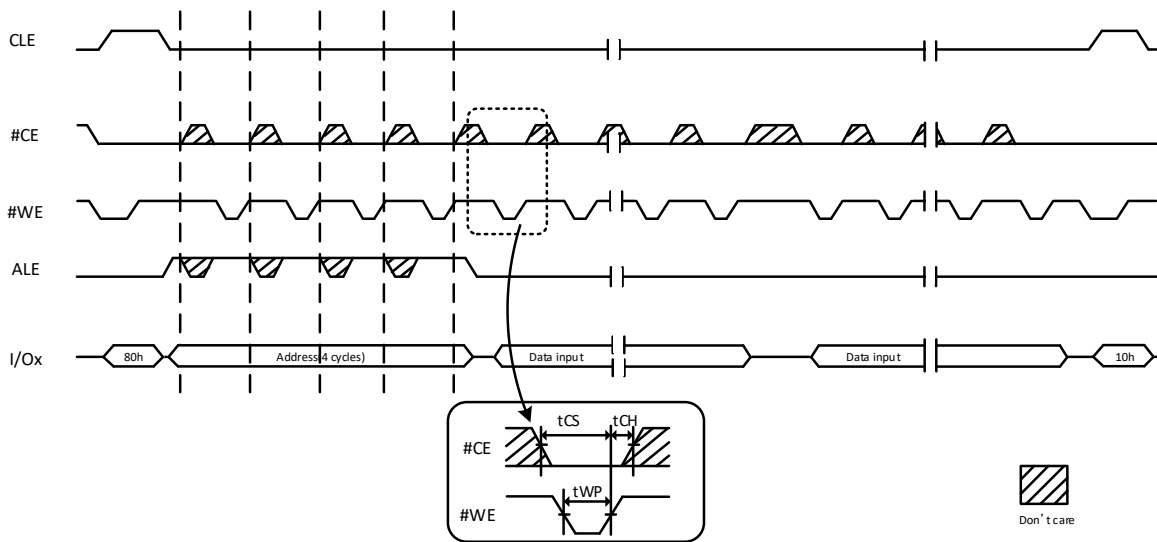 CLE
#CE
#WE
ALE
I/Ox
80h
Address(4 cycles)
Data input
Data input
10h
tCS
tCH
#CE
tWP
#WE
Don't care